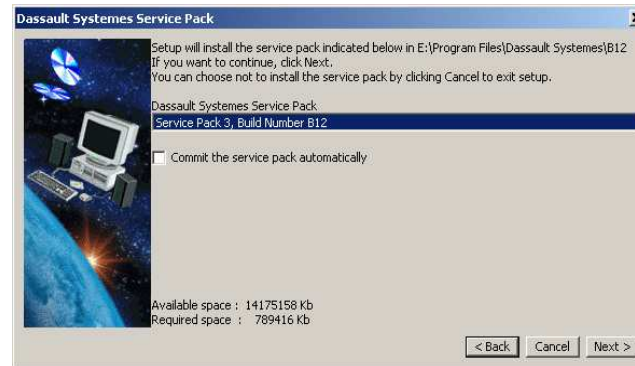 Dassault Systemes Service Pack
Setup will install the service pack indicated below in E:\Program Files\Dassault Systemes\B12
If you want to continue, click Next.
You can choose not to install the service pack by clicking Cancel to exit setup.
Dassault Systemes Service Pack
Service Pack 3, Build Number B12
Commit the service pack automatically
Available space : 14175158 Kb
Required space : 789416 Kb
< Back Cancel Next >